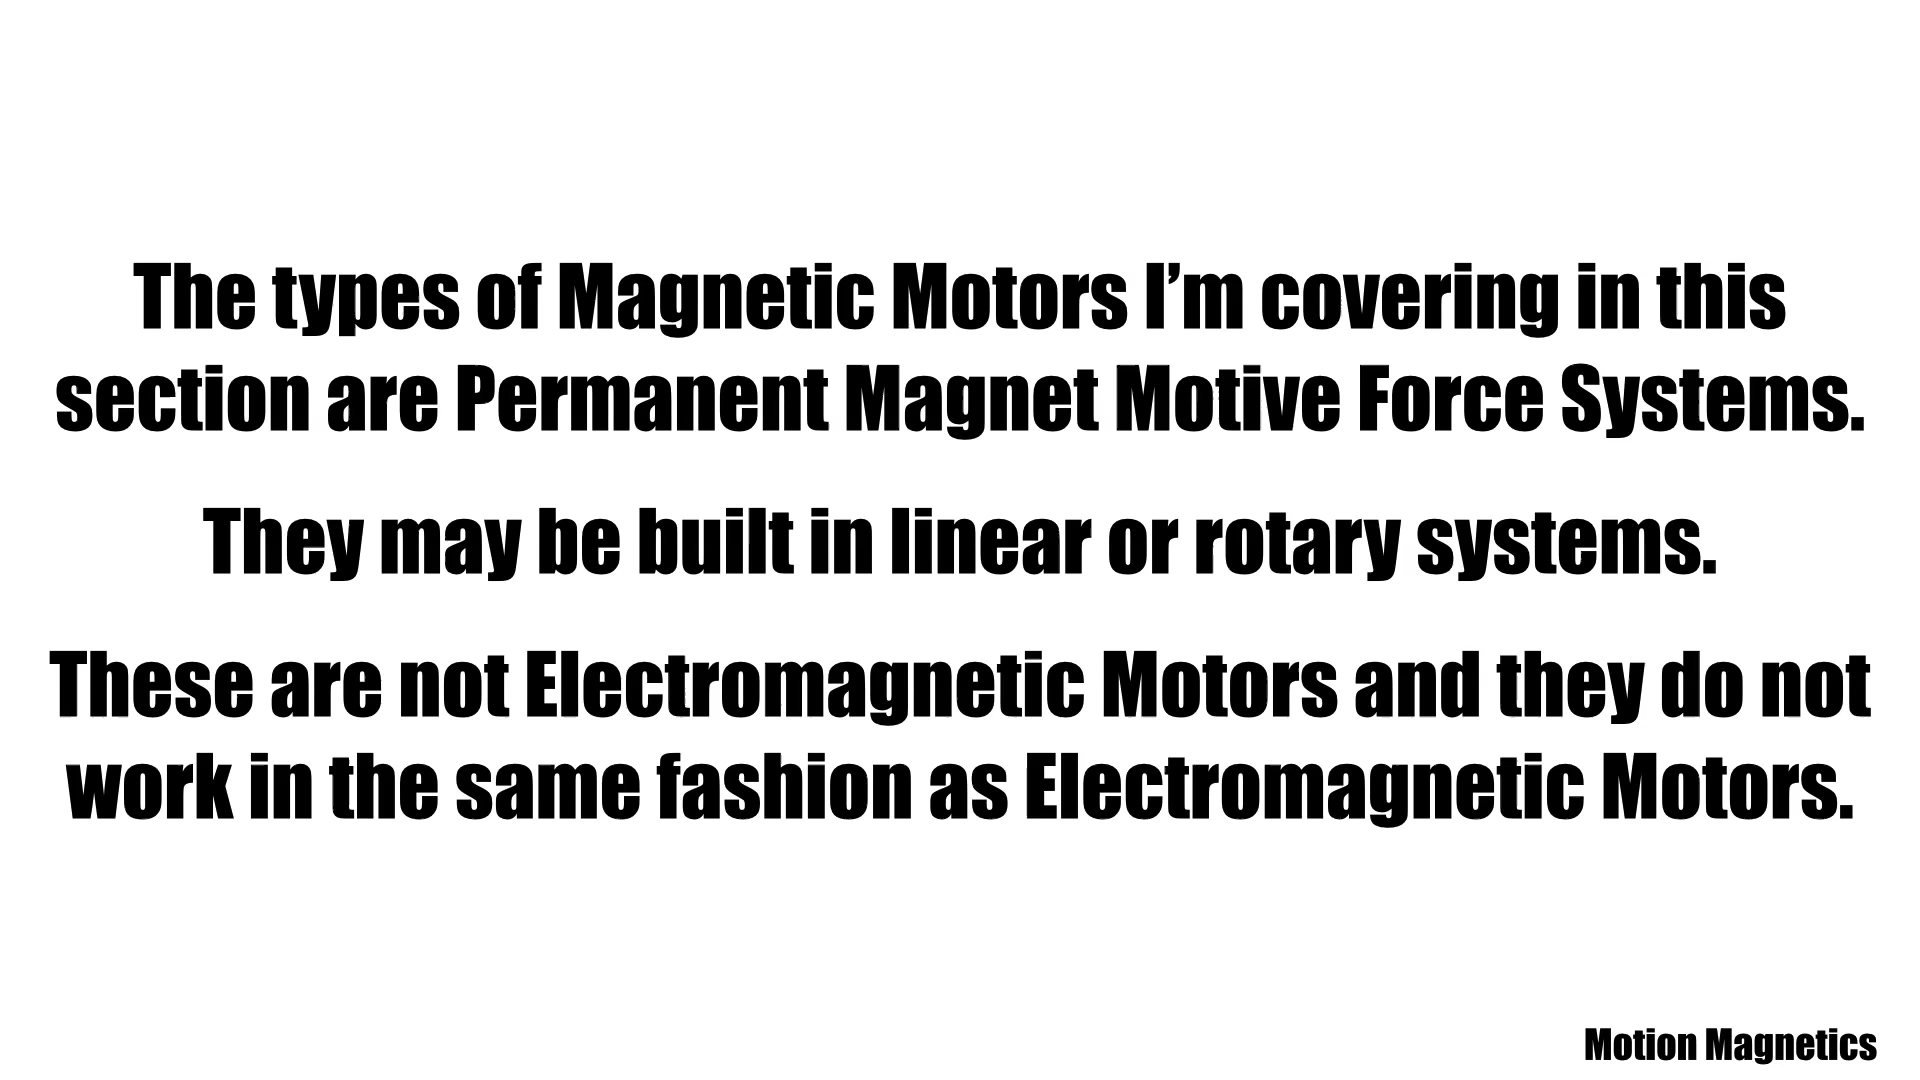 The types of Magnetic Motors I’m covering in this
section are Permanent Magnet Motive Force Systems.
They may be built in linear or rotary systems.
These are not Electromagnetic Motors and they do not
work in the same fashion as Electromagnetic Motors.
Motion Magnetics